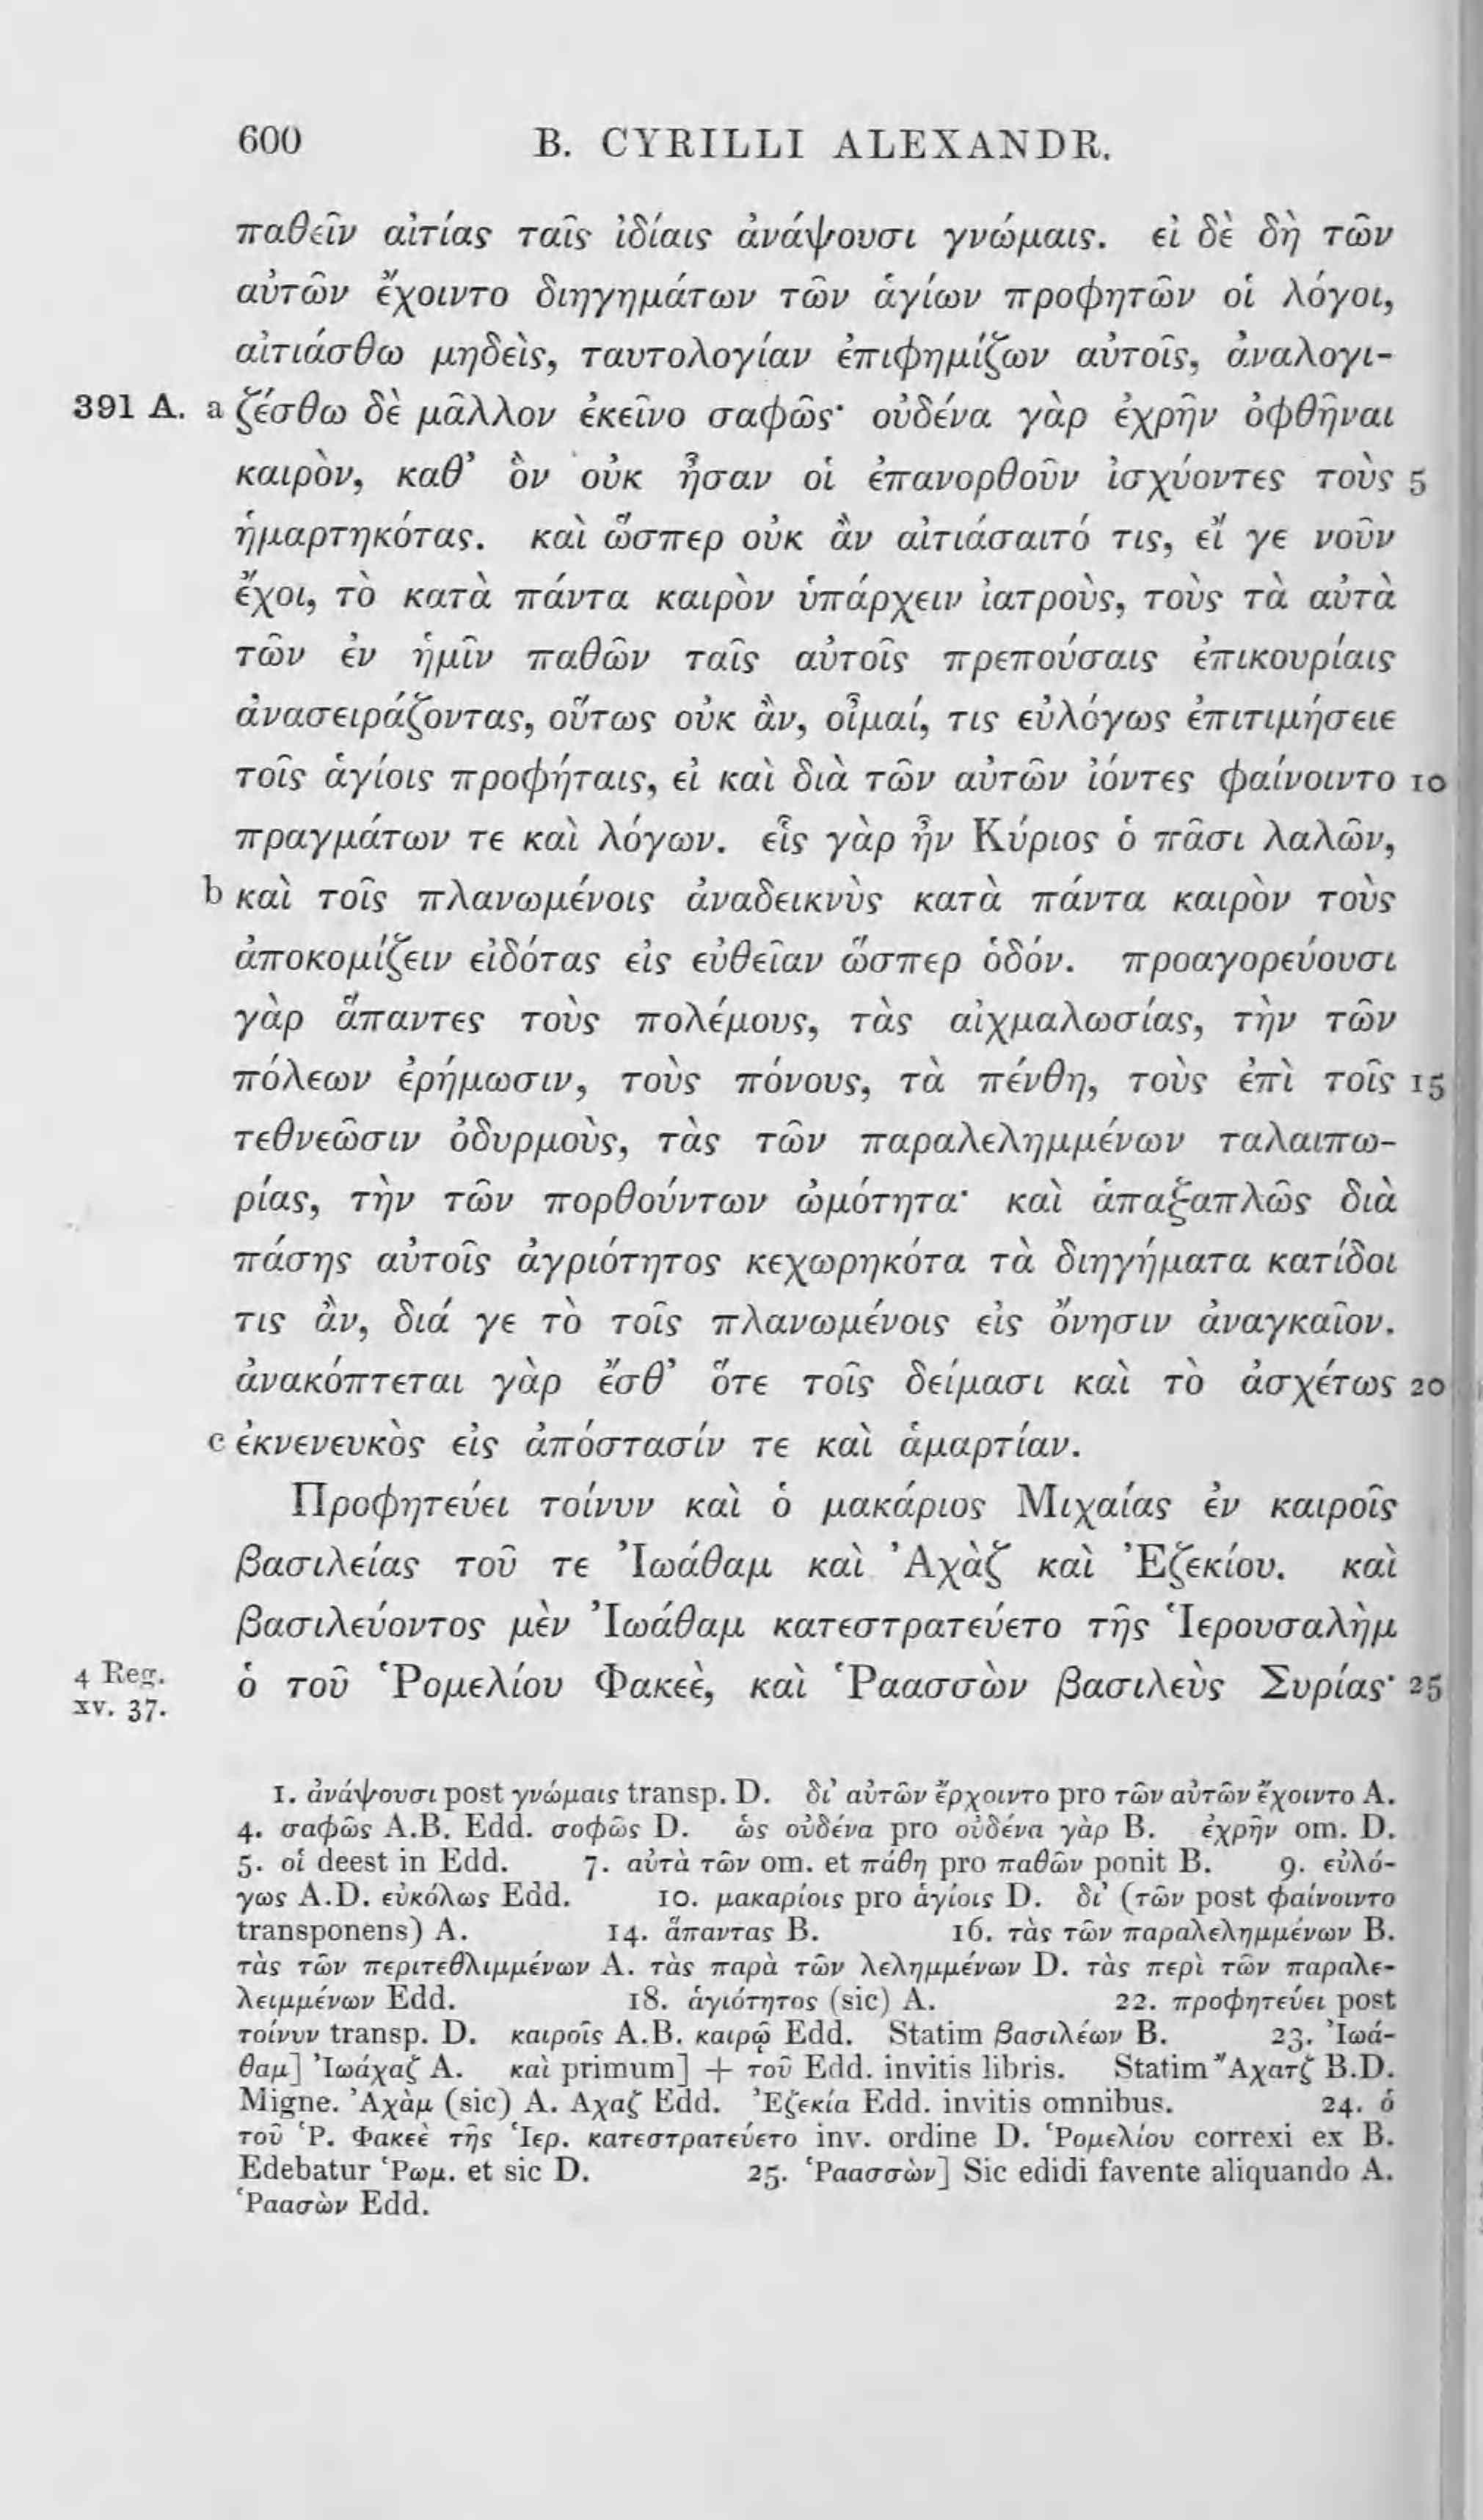 600 B. CYRILLI ALEXANDR.
παθεῖν αἰτίας ταῖς ἰδίαις ἀνάψουσι γνώμαις. εἰ δὲ δὴ τῶν
αὐτῶν ἔχοιντο διηγημάτων τῶν ἁγίων προφητῶν οἱ λόγοι,
αἰτιάσθω μηδεὶς, ταυτολογίαν ἐπιφημίζων αὐτοῖς, ἀναλογι-
391 A. a ζέσθω δὲ μᾶλλον ἐκεῖνο σαφῶς· οὐδένα γὰρ ἐχρῆν ὀφθῆναι
καιρὸν, καθ' ὃν οὐκ ἦσαν οἱ ἐπανορθοῦν ἰσχύοντες τοὺς 5
ἡμαρτηκότας. καὶ ὥσπερ οὐκ ἂν αἰτιάσαιτό τις, εἴ γε νοῦν
ἔχοι, τὸ κατὰ πάντα καιρὸν ὑπάρχειν ἰατροὺς, τοὺς τὰ αὐτὰ
τῶν ἐν ἡμῖν παθῶν ταῖς αὐτοῖς πρεπούσαις ἐπικουρίαις
ἀνασειράζοντας, οὕτως οὐκ ἂν, οἶμαί, τις εὐλόγως ἐπιτιμήσειε
τοῖς ἁγίοις προφήταις, εἰ καὶ διὰ τῶν αὐτῶν ἰόντες φαίνοιντο 10
πραγμάτων τε καὶ λόγων. εἷς γὰρ ἦν Κύριος ὁ πᾶσι λαλῶν,
b καὶ τοῖς πλανωμένοις ἀναδεικνὺς κατὰ πάντα καιρὸν τοὺς
ἀποκομίζειν εἰδότας εἰς εὐθεῖαν ὥσπερ ὁδόν. προαγορεύουσι
γὰρ ἅπαντες τοὺς πολέμους, τὰς αἰχμαλωσίας, τὴν τῶν
πόλεων ἐρήμωσιν, τοὺς πόνους, τὰ πένθη, τοὺς ἐπὶ τοῖς 15
τεθνεῶσιν ὀδυρμοὺς, τὰς τῶν παραλελημμένων ταλαιπω-
ρίας, τὴν τῶν πορθούντων ὠμότητα· καὶ ἁπαξαπλῶς διὰ
πάσης αὐτοῖς ἀγριότητος κεχωρηκότα τὰ διηγήματα κατίδοι
τις ἂν, διά γε τὸ τοῖς πλανωμένοις εἰς ὄνησιν ἀναγκαῖον.
ἀνακόπτεται γὰρ ἔσθ' ὅτε τοῖς δείμασι καὶ τὸ ἀσχέτως 20
c ἐκνενευκὸς εἰς ἀπόστασίν τε καὶ ἁμαρτίαν.
Προφητεύει τοίνυν καὶ ὁ μακάριος Μιχαίας ἐν καιροῖς
βασιλείας τοῦ τε Ἰωάθαμ καὶ Ἀχὰζ καὶ Ἐζεκίου. καὶ
βασιλεύοντος μὲν Ἰωάθαμ κατεστρατεύετο τῆς Ἱερουσαλὴμ
4 Reg. xv. 37. ὁ τοῦ Ῥομελίου Φακεὲ, καὶ Ῥαασσὼν βασιλεὺς Συρίας· 25
1. ἀνάψουσι post γνώμαις transp. D. δι' αὐτῶν ἔρχοιντο pro τῶν αὐτῶν ἔχοιντο A.
4. σαφῶς A.B. Edd. σοφῶς D. ὡς οὐδένα pro οὐδένα γὰρ B. ἐχρῆν om. D.
5. οἱ deest in Edd. 7. αὐτὰ τῶν om. et πάθη pro παθῶν ponit B. 9. εὐλό-
γως A.D. εὐκόλως Edd. 10. μακαρίοις pro ἁγίοις D. δι' (τῶν post φαίνοιντο
transponens) A. 14. ἅπαντας B. 16. τὰς τῶν παραλελημμένων B.
τὰς τῶν περιτεθλιμμένων A. τὰς παρὰ τῶν λελημμένων D. τὰς περὶ τῶν παραλε-
λειμμένων Edd. 18. ἁγιότητος (sic) A. 22. προφητεύει post
τοίνυν transp. D. καιροῖς A.B. καιρῷ Edd. Statim βασιλέων B. 23. Ἰωά-
θαμ] Ἰωάχαζ A. καὶ primum] + τοῦ Edd. invitis libris. Statim Ἄχατζ B.D.
Migne. Ἀχὰμ (sic) A. Αχαζ Edd. Ἐζεκία Edd. invitis omnibus. 24. ὁ
τοῦ Ῥ. Φακεὲ τῆς Ἱερ. κατεστρατεύετο inv. ordine D. Ῥομελίου correxi ex B.
Edebatur Ῥωμ. et sic D. 25. Ῥαασσὼν] Sic edidi favente aliquando A.
Ῥαασὼν Edd.